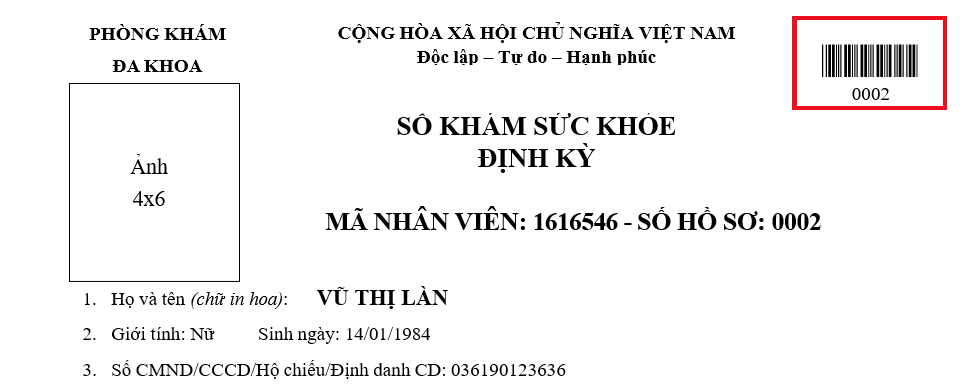 PHÒNG KHÁM
ĐA KHOA
CỘNG HÒA XÃ HỘI CHỦ NGHĨA VIỆT NAM
Độc lập – Tự do – Hạnh phúc
0002
Ảnh
4x6
SỔ KHÁM SỨC KHỎE
ĐỊNH KỲ
MÃ NHÂN VIÊN: 1616546 - SỐ HỒ SƠ: 0002
1. Họ và tên (chữ in hoa): VŨ THỊ LÀN
2. Giới tính: Nữ Sinh ngày: 14/01/1984
3. Số CMND/CCCD/Hộ chiếu/Định danh CD: 036190123636